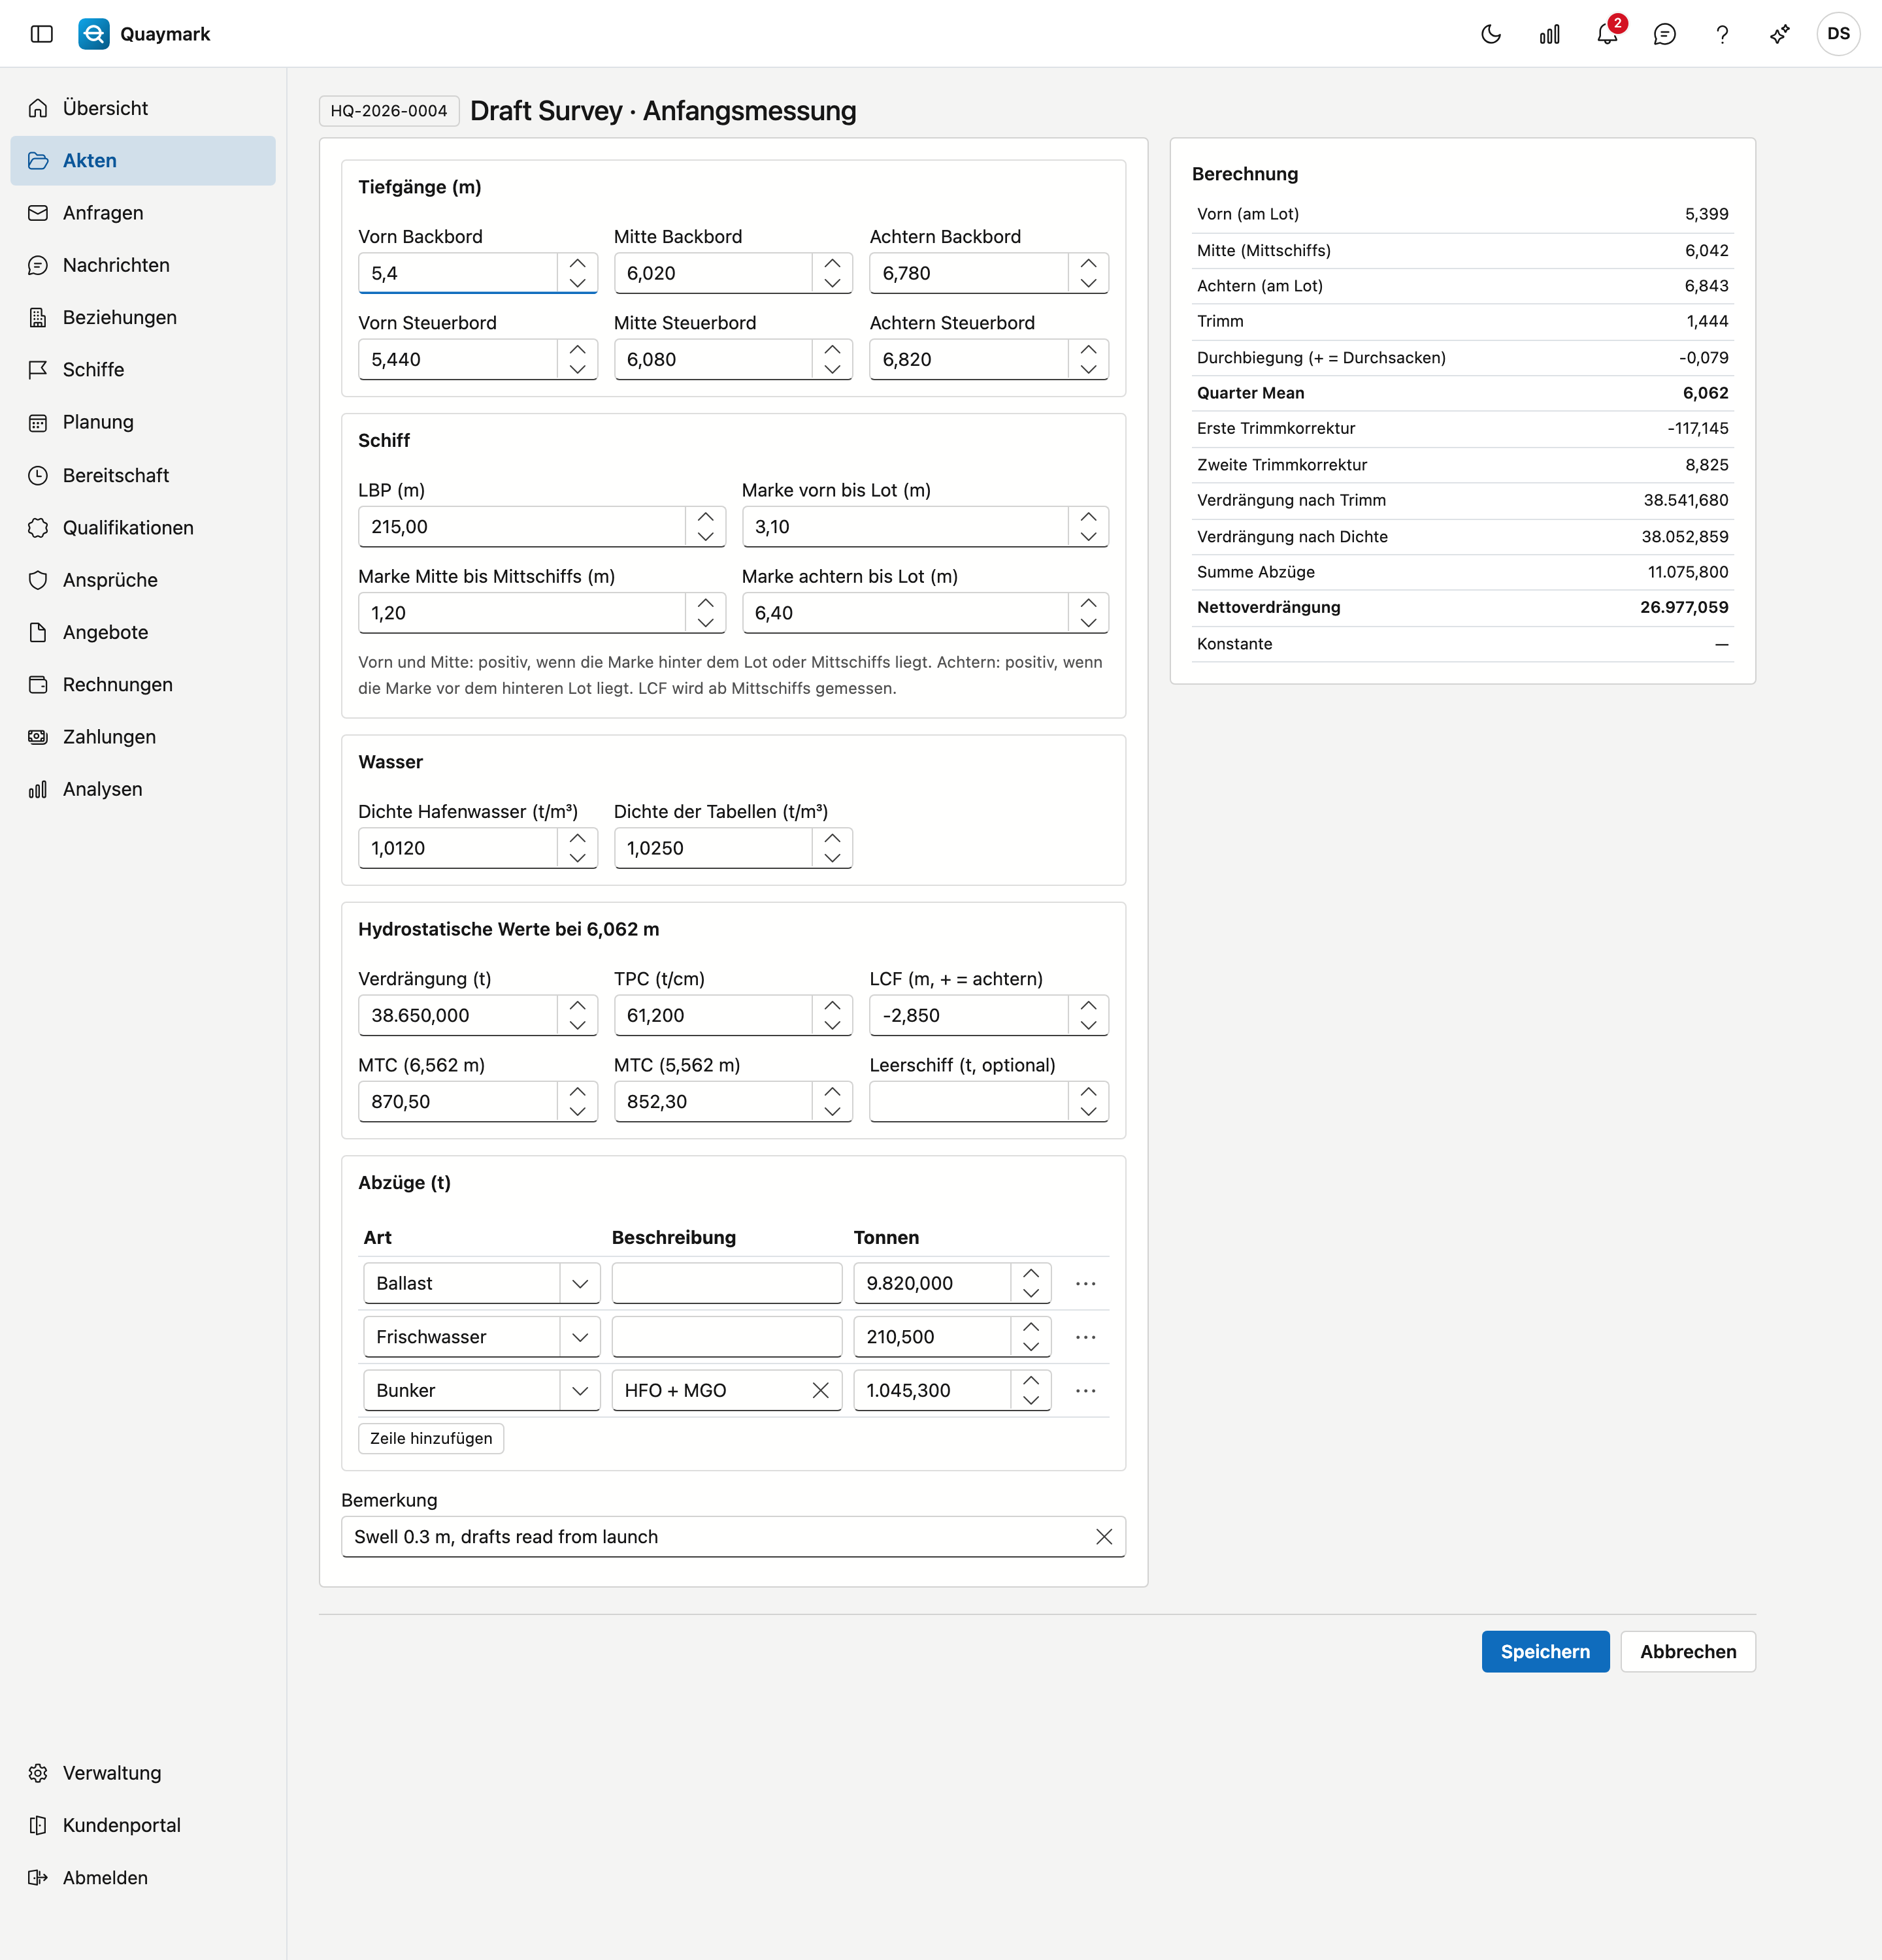 Quaymark
2
DS
Übersicht
Akten
Anfragen
Nachrichten
Beziehungen
Schiffe
Planung
Bereitschaft
Qualifikationen
Ansprüche
Angebote
Rechnungen
Zahlungen
Analysen
Verwaltung
Kundenportal
Abmelden
HQ-2026-0004 Draft Survey · Anfangsmessung
Tiefgänge (m)
Vorn Backbord Mitte Backbord Achtern Backbord
5,4 6,020 6,780
Vorn Steuerbord Mitte Steuerbord Achtern Steuerbord
5,440 6,080 6,820
Schiff
LBP (m) Marke vorn bis Lot (m)
215,00 3,10
Marke Mitte bis Mittschiffs (m) Marke achtern bis Lot (m)
1,20 6,40
Vorn und Mitte: positiv, wenn die Marke hinter dem Lot oder Mittschiffs liegt. Achtern: positiv, wenn
die Marke vor dem hinteren Lot liegt. LCF wird ab Mittschiffs gemessen.
Wasser
Dichte Hafenwasser (t/m³) Dichte der Tabellen (t/m³)
1,0120 1,0250
Hydrostatische Werte bei 6,062 m
Verdrängung (t) TPC (t/cm) LCF (m, + = achtern)
38.650,000 61,200 -2,850
MTC (6,562 m) MTC (5,562 m) Leerschiff (t, optional)
870,50 852,30
Abzüge (t)
Art Beschreibung Tonnen
Ballast 9.820,000
Frischwasser 210,500
Bunker HFO + MGO 1.045,300
Zeile hinzufügen
Bemerkung
Swell 0.3 m, drafts read from launch
Berechnung
Vorn (am Lot) 5,399
Mitte (Mittschiffs) 6,042
Achtern (am Lot) 6,843
Trimm 1,444
Durchbiegung (+ = Durchsacken) -0,079
Quarter Mean 6,062
Erste Trimmkorrektur -117,145
Zweite Trimmkorrektur 8,825
Verdrängung nach Trimm 38.541,680
Verdrängung nach Dichte 38.052,859
Summe Abzüge 11.075,800
Nettoverdrängung 26.977,059
Konstante —
Speichern Abbrechen